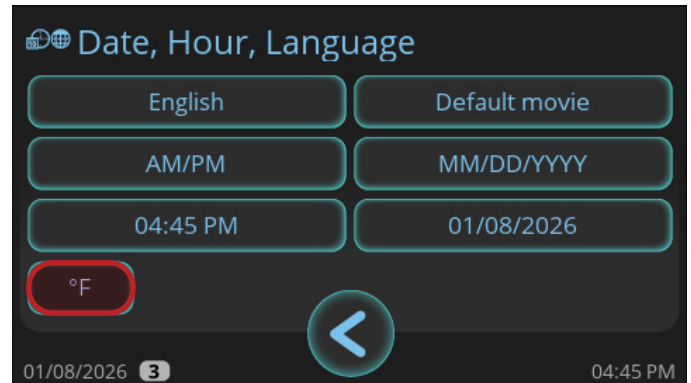 Date, Hour, Language
English
Default movie
AM/PM
MM/DD/YYYY
04:45 PM
01/08/2026
°F
01/08/2026 3
04:45 PM